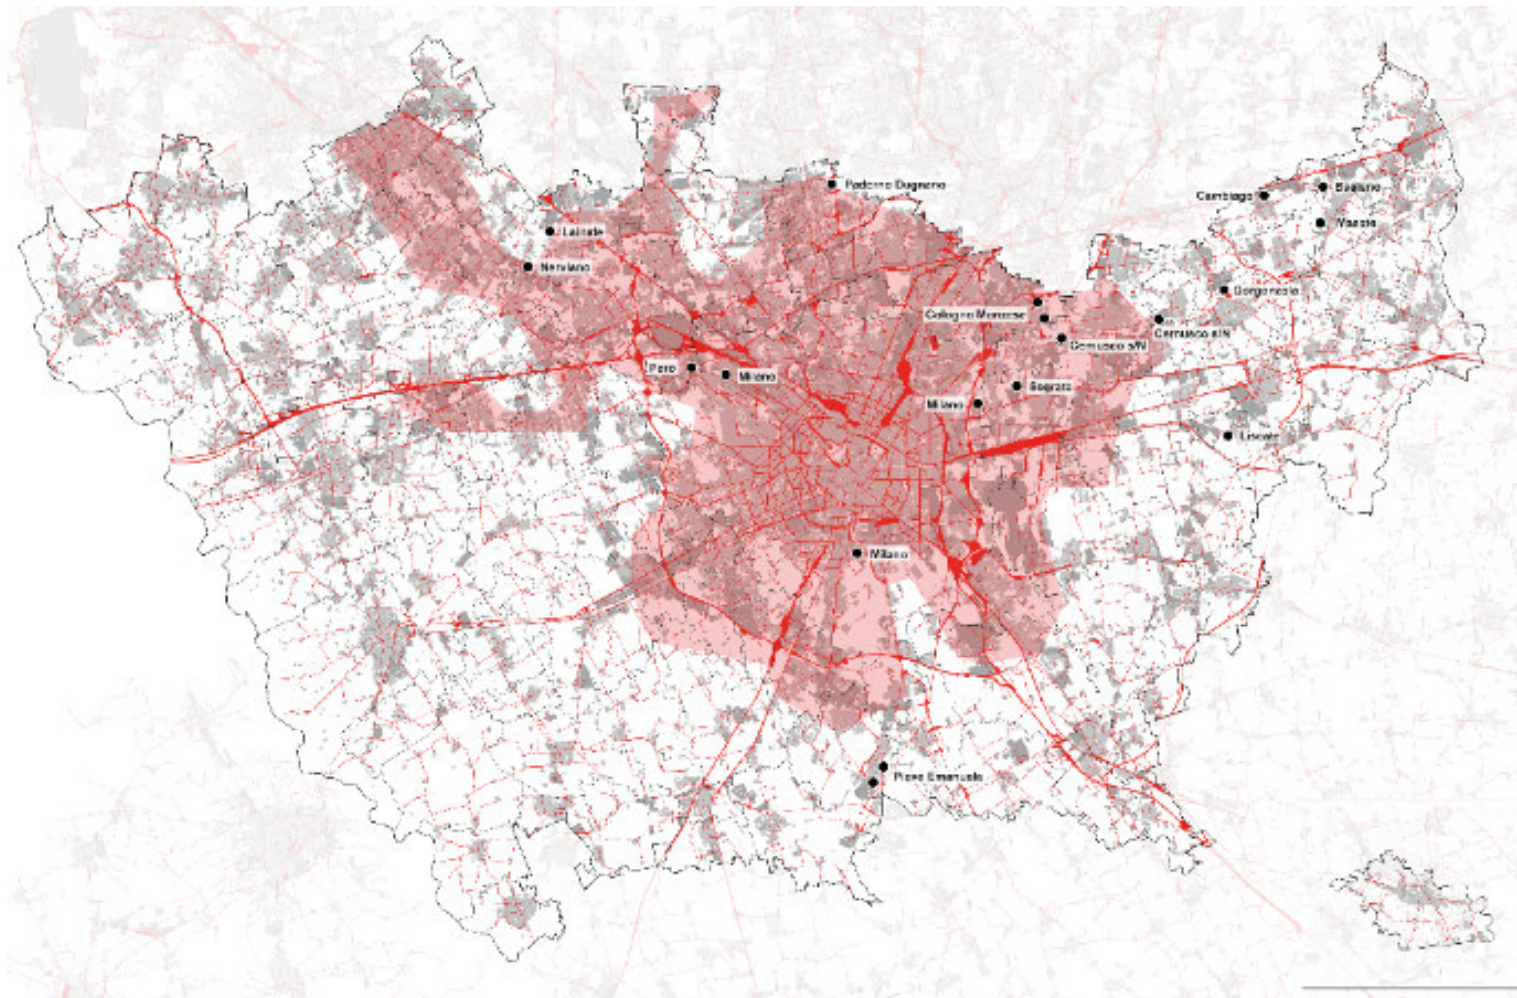 Paderno Dugnano
Cambiago
Basiano
Masate
Lainate
Nerviano
Gorgonzola
Cologno Monzese
Cernusco s/N
Cernusco s/N
Pero
Milano
Segrate
Milano
Liscate
Milano
Pieve Emanuele